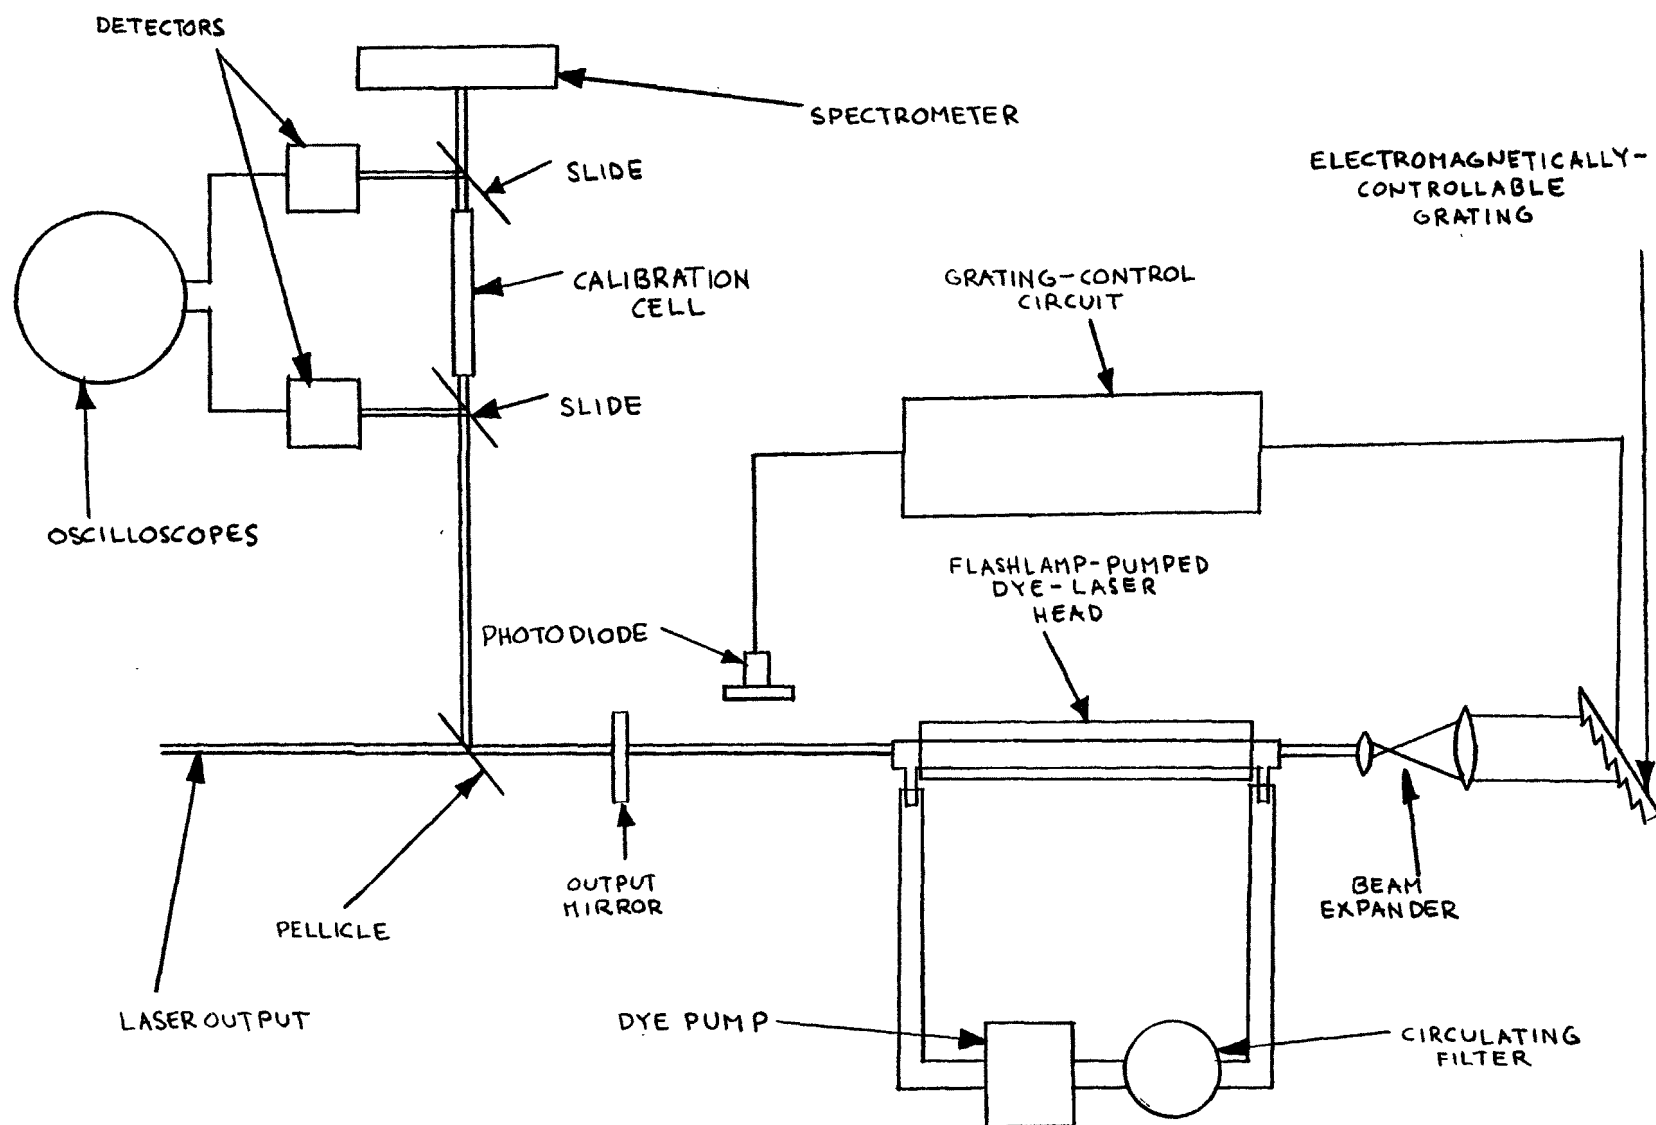 DETECTORS
SPECTROMETER
SLIDE
ELECTROMAGNETICALLY-
CONTROLLABLE
GRATING
CALIBRATION
CELL
GRATING-CONTROL
CIRCUIT
SLIDE
OSCILLOSCOPES
FLASHLAMP-PUMPED
DYE-LASER
HEAD
PHOTODIODE
OUTPUT
MIRROR
BEAM
EXPANDER
PELLICLE
LASER OUTPUT
DYE PUMP
CIRCULATING
FILTER